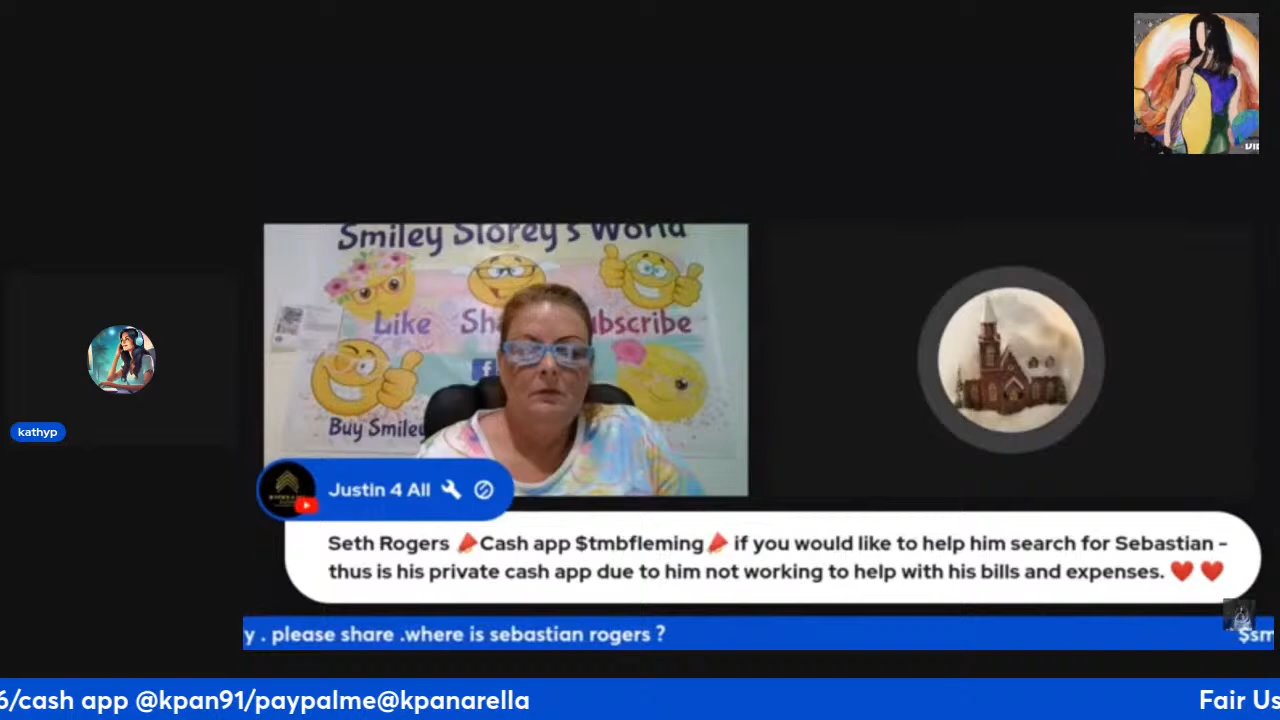 Smiley Storey's World
Like Sh ubscribe
f
Buy Smiley
kathyp
Justin 4 All
Seth Rogers 📣Cash app $tmbfleming📣 if you would like to help him search for Sebastian -
thus is his private cash app due to him not working to help with his bills and expenses. ❤️ ❤️
y . please share .where is sebastian rogers ? $sm
6/cash app @kpan91/paypalme@kpanarella Fair Us